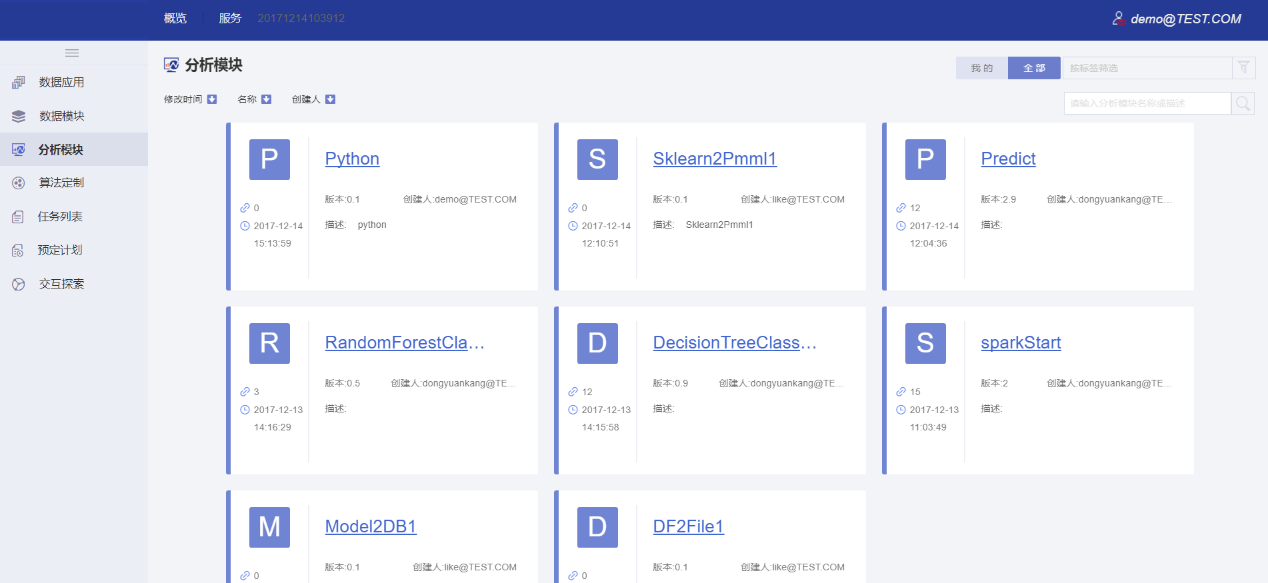 概览 服务 20171214103912 demo@TEST.COM
数据应用
数据模块
分析模块
算法定制
任务列表
预定计划
交互探索
分析模块
我的 全部 按标签筛选
修改时间 名称 创建人
请输入分析模块名称或描述
P Python
版本:0.1 创建人:demo@TEST.COM
0
描述: python
2017-12-14
15:13:59
S Sklearn2Pmml1
版本:0.1 创建人:like@TEST.COM
0
描述: Sklearn2Pmml1
2017-12-14
12:10:51
P Predict
版本:2.9 创建人:dongyuankang@TE...
12
描述:
2017-12-14
12:04:36
R RandomForestCla...
版本:0.5 创建人:dongyuankang@TE...
3
描述:
2017-12-13
14:16:29
D DecisionTreeClass...
版本:0.9 创建人:dongyuankang@TE...
12
描述:
2017-12-13
14:15:58
S sparkStart
版本:2 创建人:dongyuankang@TE...
15
描述:
2017-12-13
11:03:49
M Model2DB1
版本:0.1 创建人:like@TEST.COM
0
D DF2File1
版本:0.1 创建人:like@TEST.COM
0